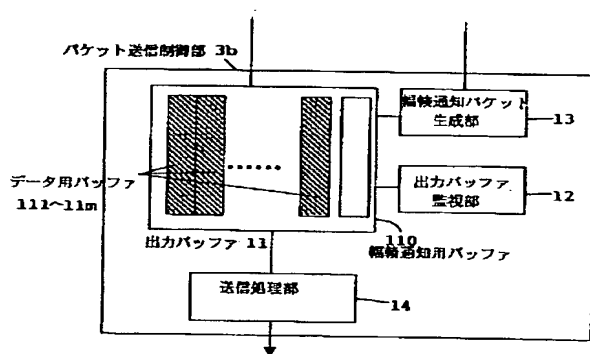 パケット送信制御部 3b
輻輳通知パケット
生成部
13
データ用バッファ
111〜11m
出力バッファ
監視部
12
出力バッファ 11
110
輻輳通知用バッファ
送信処理部
14